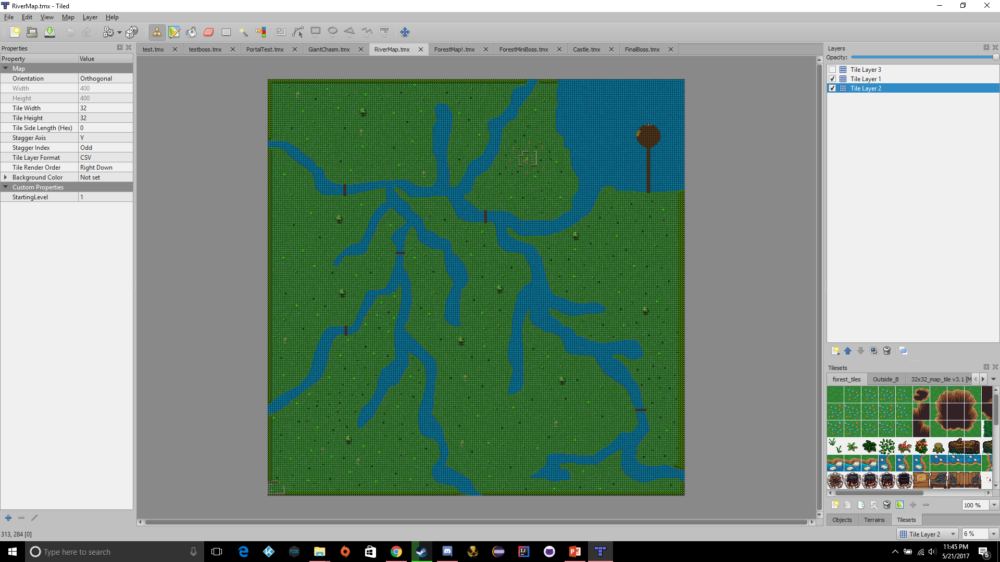 RiverMap.tmx - Tiled
File Edit View Map Layer Help
Properties
test.tmx testboss.tmx PortalTest.tmx GiantChasm.tmx RiverMap.tmx ForestMap!.tmx ForestMiniBoss.tmx Castle.tmx FinalBoss.tmx
Property Value
Map
Orientation Orthogonal
Width 400
Height 400
Tile Width 32
Tile Height 32
Tile Side Length (Hex) 0
Stagger Axis Y
Stagger Index Odd
Tile Layer Format CSV
Tile Render Order Right Down
Background Color Not set
Custom Properties
StartingLevel 1
Layers
Opacity:
Tile Layer 3
Tile Layer 1
Tile Layer 2
Tilesets
forest_tiles Outside_B 32x32_map_tile v3.1 [M
100 %
Objects Terrains Tilesets
313, 284 [0]
Tile Layer 2 6 %
Type here to search
nox
IJ
11:45 PM
5/21/2017
6